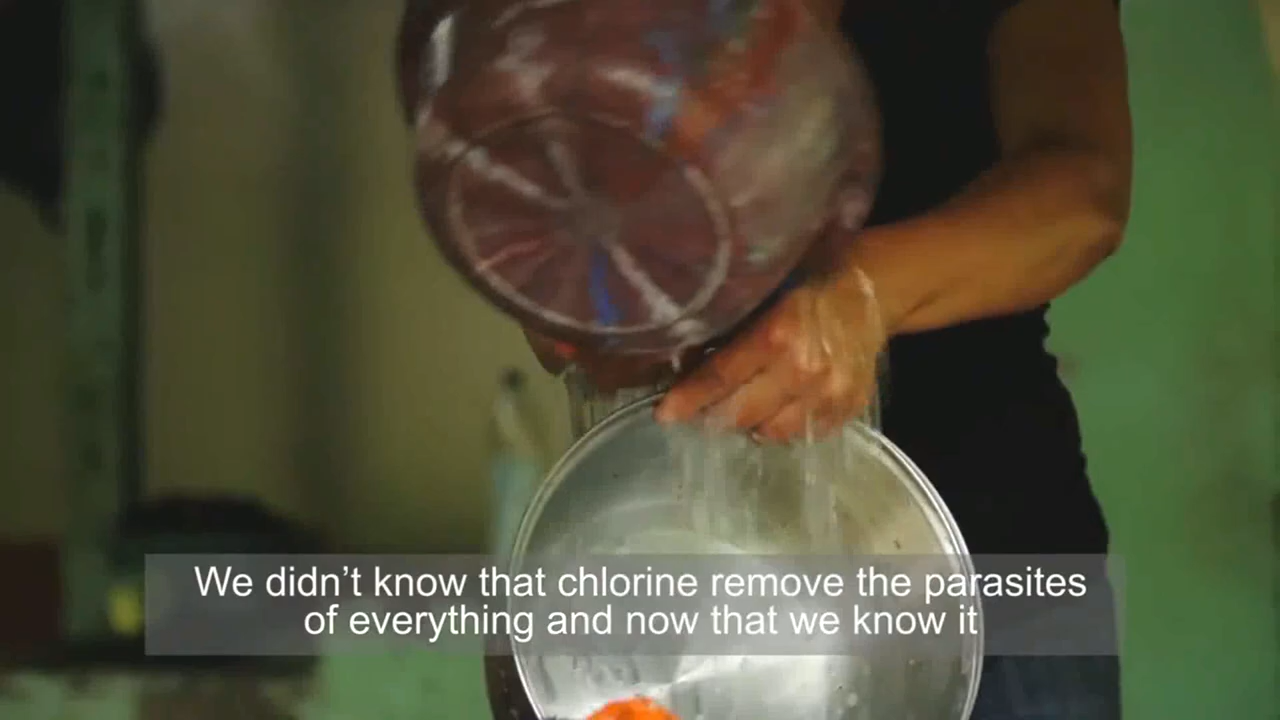 We didn’t know that chlorine remove the parasites
of everything and now that we know it